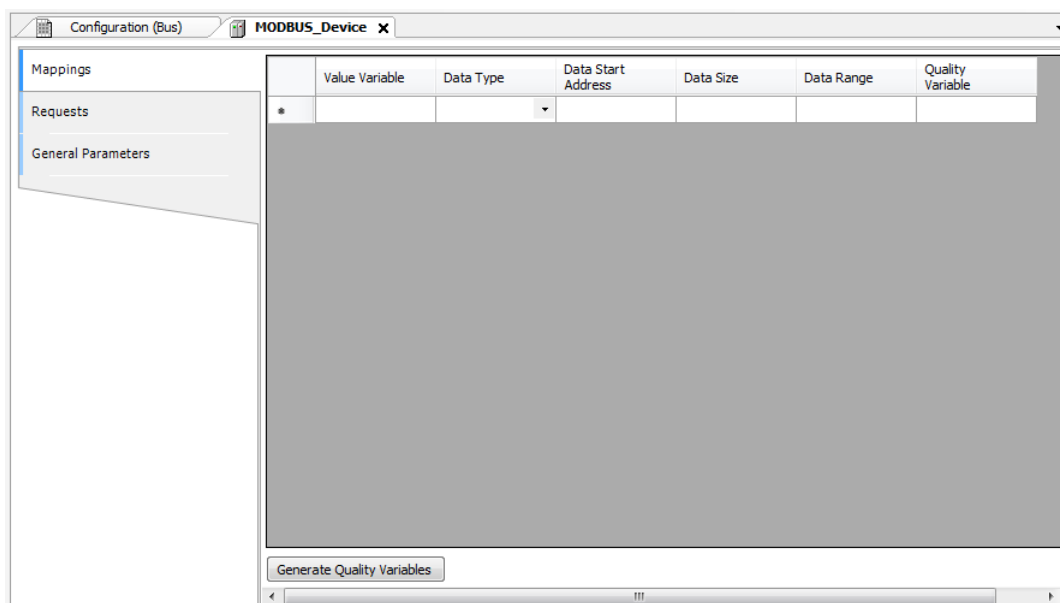 Configuration (Bus)
MODBUS_Device
Mappings
Requests
General Parameters
Value Variable
Data Type
Data Start
Address
Data Size
Data Range
Quality
Variable
Generate Quality Variables